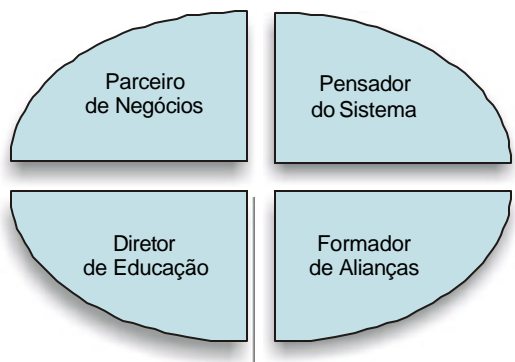 Parceiro
de Negócios
Pensador
do Sistema
Diretor
de Educação
Formador
de Alianças